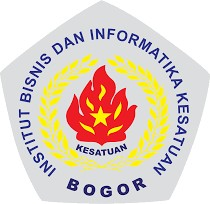 INSTITUT BISNIS DAN INFORMATIKA KESATUAN
KESATUAN
BOGOR